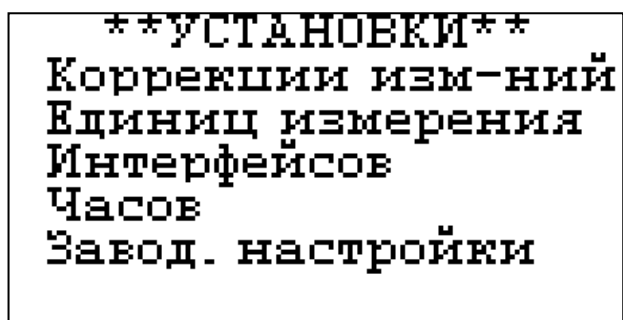 **УСТАНОВКИ**
Коррекции изм-ний
Единиц измерения
Интерфейсов
Часов
Завод. настройки